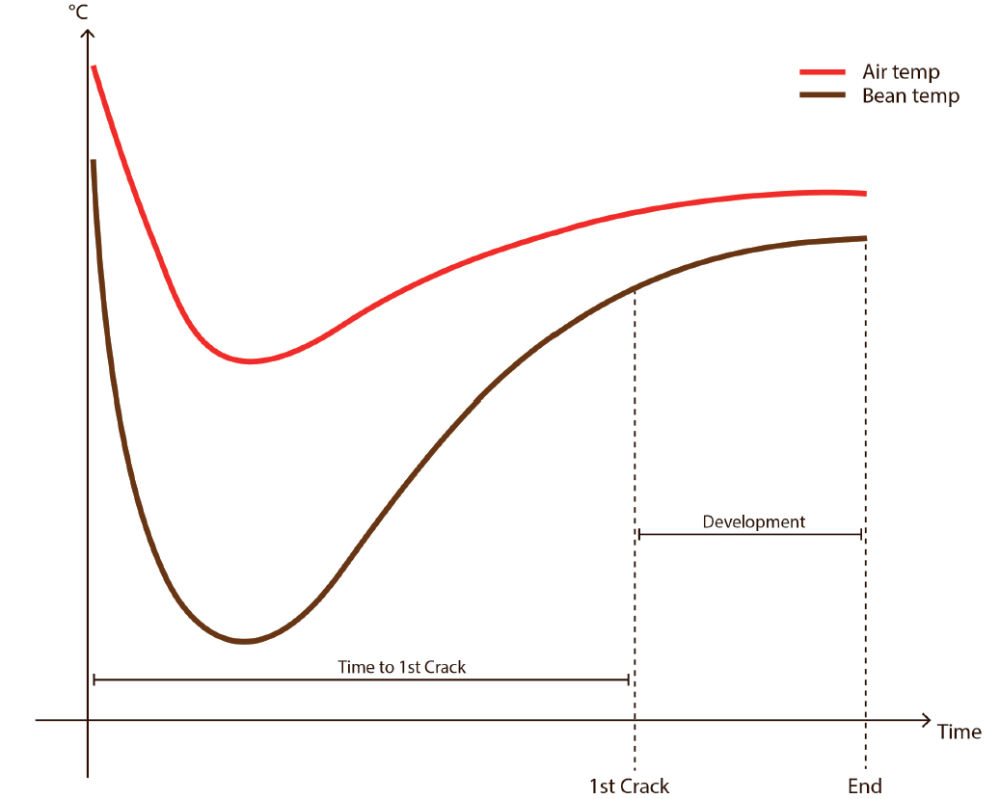 °C
Air temp
Bean temp
Development
Time to 1st Crack
Time
1st Crack
End